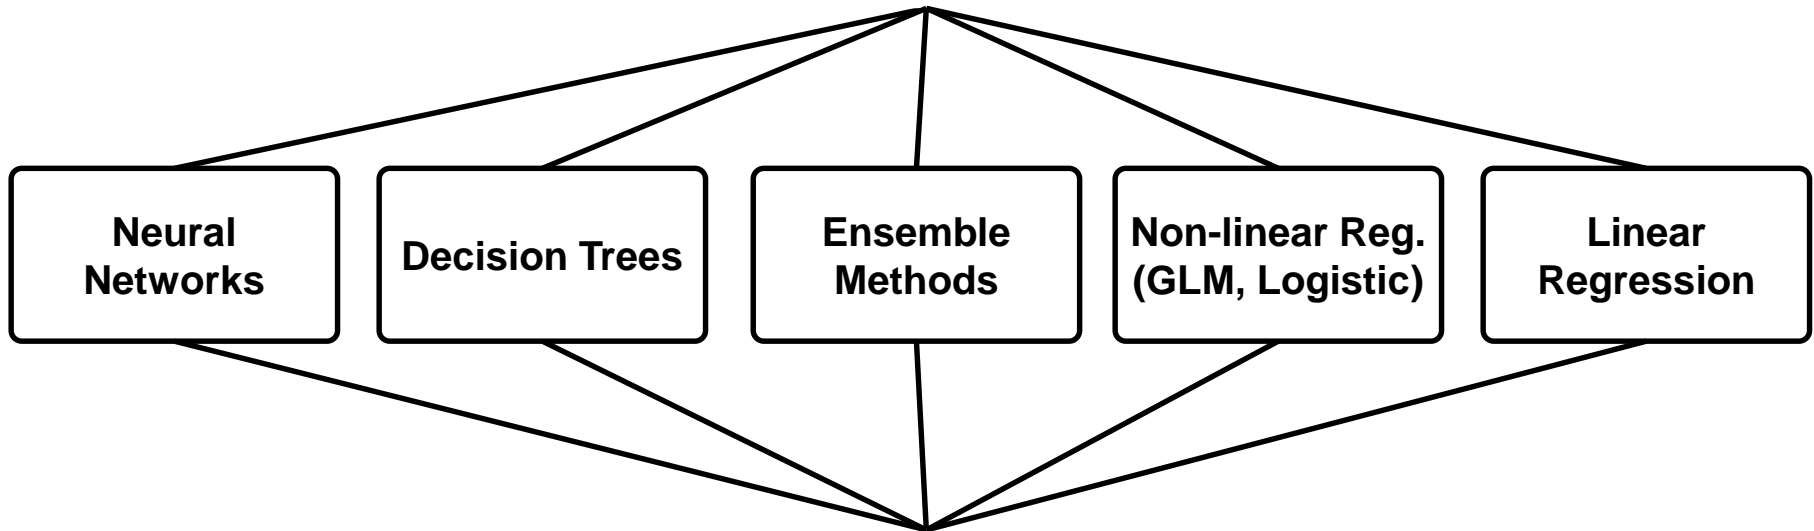 Neural
Networks
Decision Trees
Ensemble
Methods
Non-linear Reg.
(GLM, Logistic)
Linear
Regression